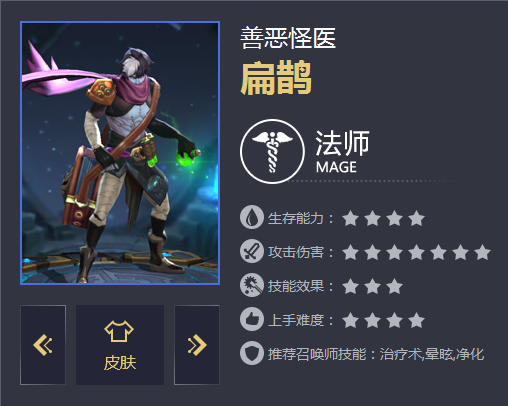 善恶怪医
扁鹊
法师
MAGE
生存能力：
攻击伤害：
技能效果：
上手难度：
推荐召唤师技能：治疗术,晕眩,净化
皮肤